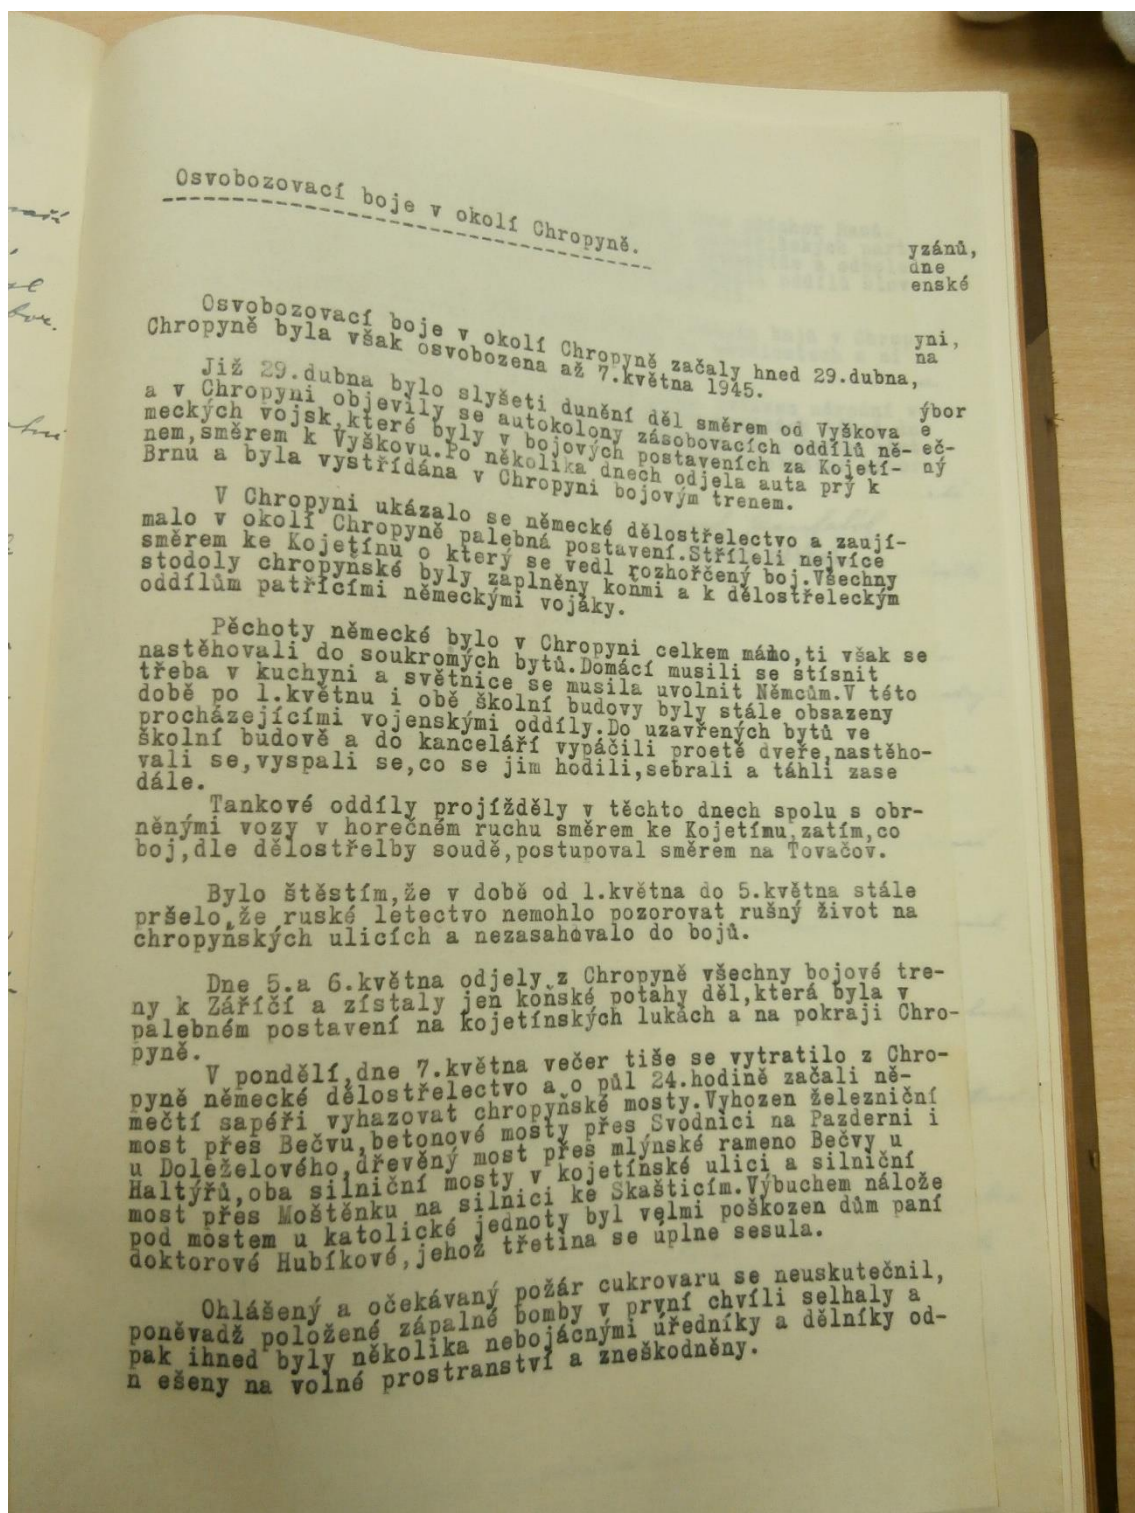 Osvobozovací boje v okolí Chropyně.
yzánů,
dne
enské
Osvobozovací boje v okolí Chropyně začaly hned 29.dubna,
Chropyně byla však osvobozena až 7.května 1945.
yni,
na
Již 29.dubna bylo slyšeti dunění děl směrem od Vyškova
a v Chropyni objevily se autokolony zásobovacích oddílů ně-
meckých vojsk,které byly v bojových postaveních za Kojetí-
nem,směrem k Vyškovu.Po několika dnech odjela auta prý k
Brnu a byla vystřídána v Chropyni bojovým trenem.
ýbor
e
eč-
ný
V Chropyni ukázalo se německé dělostřelectvo a zaují-
malo v okolí Chropyně palebná postavení.Stříleli nejvíce
směrem ke Kojetínu o který se vedl rozhořčený boj.Všechny
stodoly chropyňské byly zaplněny koňmi a k dělostřeleckým
oddílům patřícími německými vojáky.
Pěchoty německé bylo v Chropyni celkem málo,ti však se
nastěhovali do soukromých bytů.Domácí musili se stísnit
třeba v kuchyni a světnice se musila uvolnit Němcům.V této
době po 1.květnu i obě školní budovy byly stále obsazeny
procházejícími vojenskými oddíly.Do uzavřených bytů ve
školní budově a do kanceláří vypáčili prostě dveře,nastěho-
vali se,vyspali se,co se jim hodili,sebrali a táhli zase
dále.
Tankové oddíly projížděly v těchto dnech spolu s obr-
něnými vozy v horečném ruchu směrem ke Kojetínu,zatím,co
boj,dle dělostřelby soudě,postupoval směrem na Tovačov.
Bylo štěstím,že v době od 1.května do 5.května stále
pršelo,že ruské letectvo nemohlo pozorovat rušný život na
chropyňských ulicích a nezasahovalo do bojů.
Dne 5.a 6.května odjely z Chropyně všechny bojové tre-
ny k Záříčí a zístaly jen koňské potahy děl,která byla v
palebném postavení na kojetínských lukách a na pokraji Chro-
pyně.
V pondělí,dne 7.května večer tiše se vytratilo z Chro-
pyně německé dělostřelectvo a o půl 24.hodině začali ně-
mečtí sapéři vyhazovat chropyňské mosty.Vyhozen železniční
most přes Bečvu,betonové mosty přes Svodnici na Pazderni i
u Doleželového,dřevěný most přes mlýnské rameno Bečvy u
Haltýřů,oba silniční mosty v kojetínské ulici a silniční
most přes Moštěnku na silnici ke Skašticím.Výbuchem nálože
pod mostem u katolické jednoty byl velmi poškozen dům paní
doktorové Hubíkové,jehož třetina se úplne sesula.
Ohlášený a očekávaný požár cukrovaru se neuskutečnil,
poněvadž položené zápalné bomby v první chvíli selhaly a
pak ihned byly několika nebojácnými úředníky a dělníky od-
n ešeny na volné prostranství a zneškodněny.